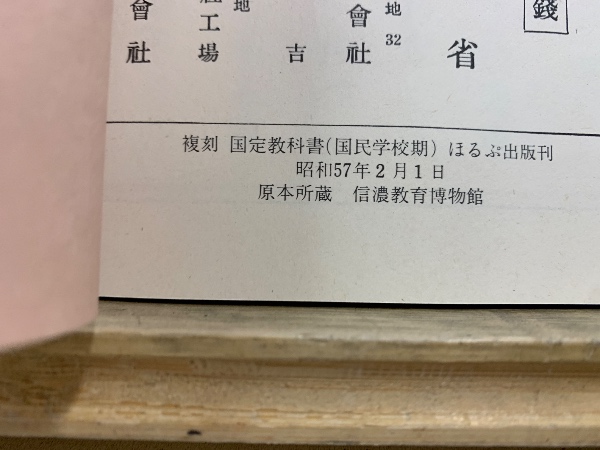 錢
省
地
會社 32
吉
地
工場
會社
複刻 国定教科書(国民学校期) ほるぷ出版刊
昭和57年2月1日
原本所蔵 信濃教育博物館